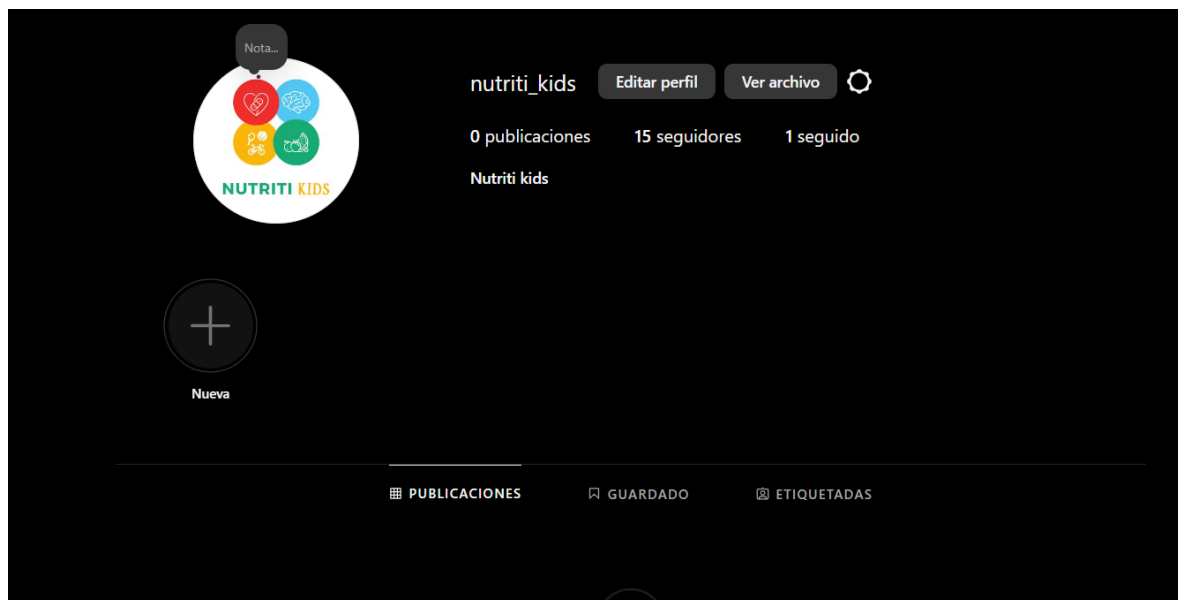 Nota...
NUTRITI KIDS
nutriti_kids Editar perfil Ver archivo
0 publicaciones 15 seguidores 1 seguido
Nutriti kids
Nueva
PUBLICACIONES GUARDADO ETIQUETADAS